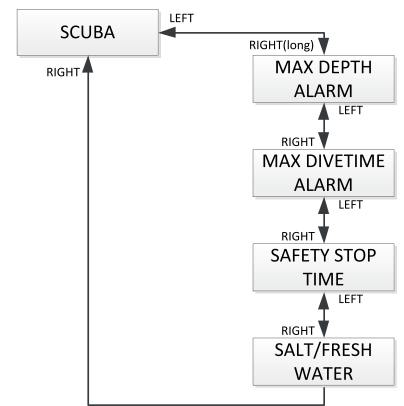 LEFT
SCUBA
RIGHT(long)
RIGHT
MAX DEPTH
ALARM
LEFT
RIGHT
MAX DIVETIME
ALARM
LEFT
RIGHT
SAFETY STOP
TIME
LEFT
RIGHT
SALT/FRESH
WATER